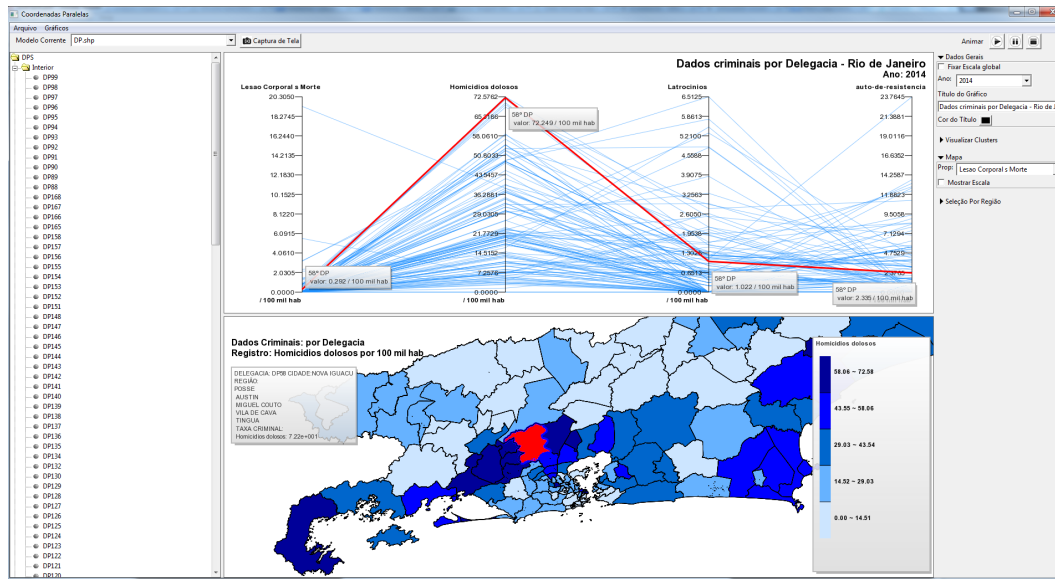 Coordenadas Paralelas
Arquivo Gráficos
Modelo Corrente DP.shp Captura de Tela Animar
DPS
Interior
DP99
DP98
DP97
DP96
DP95
DP94
DP93
DP92
DP91
DP90
DP89
DP88
DP168
DP167
DP166
DP165
DP158
DP157
DP156
DP155
DP154
DP153
DP152
DP151
DP148
DP147
DP146
DP145
DP144
DP143
DP142
DP141
DP140
DP139
DP138
DP137
DP136
DP135
DP134
DP132
DP130
DP129
DP128
DP127
DP126
DP125
DP124
DP123
DP122
DP121
DP120
Dados criminais por Delegacia - Rio de Janeiro
Ano: 2014
Lesao Corporal s Morte
20.3050
18.2745
16.2440
14.2135
12.1830
10.1525
8.1220
6.0915
4.0610
2.0305
0.0000
/ 100 mil hab
58º DP
valor: 0.292 / 100 mil hab
Homicidios dolosos
72.5762
65.3186
58.0610
50.8033
43.5457
36.2881
29.0305
21.7729
14.5152
7.2576
0.0000
/ 100 mil hab
58º DP
valor: 72.249 / 100 mil hab
Latrocinios
6.5125
5.8613
5.2100
4.5588
3.9075
3.2563
2.6050
1.9538
1.3025
0.6513
0.0000
/ 100 mil hab
58º DP
valor: 1.022 / 100 mil hab
auto-de-resistencia
23.7645
21.3881
19.0116
16.6352
14.2587
11.8823
9.5058
7.1294
4.7529
/ 100 mil hab
58º DP
valor: 2.335 / 100 mil hab
Dados Criminais: por Delegacia
Registro: Homicidios dolosos por 100 mil hab
DELEGACIA: DP58 CIDADE NOVA IGUACU
REGIÃO:
POSSE
AUSTIN
MIGUEL COUTO
VILA DE CAVA
TINGUA
TAXA CRIMINAL:
Homicidios dolosos: 7.22e+001
Homicidios dolosos
58.06 ~ 72.58
43.55 ~ 58.06
29.03 ~ 43.54
14.52 ~ 29.03
0.00 ~ 14.51
Dados Gerais
Fixar Escala global
Ano: 2014
Título do Gráfico
Dados criminais por Delegacia - Rio de
Cor do Título
Visualizar Clusters
Mapa
Prop: Lesao Corporal s Morte
Mostrar Escala
Seleção Por Região